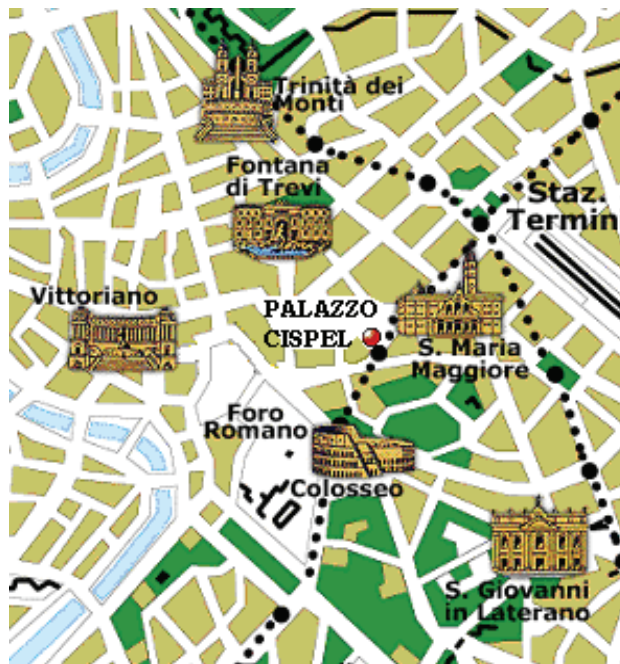 Trinità dei
Monti
Fontana
di Trevi
Staz.
Termin
Vittoriano
PALAZZO
CISPEL
S. Maria
Maggiore
Foro
Romano
Colosseo
S. Giovanni
in Laterano